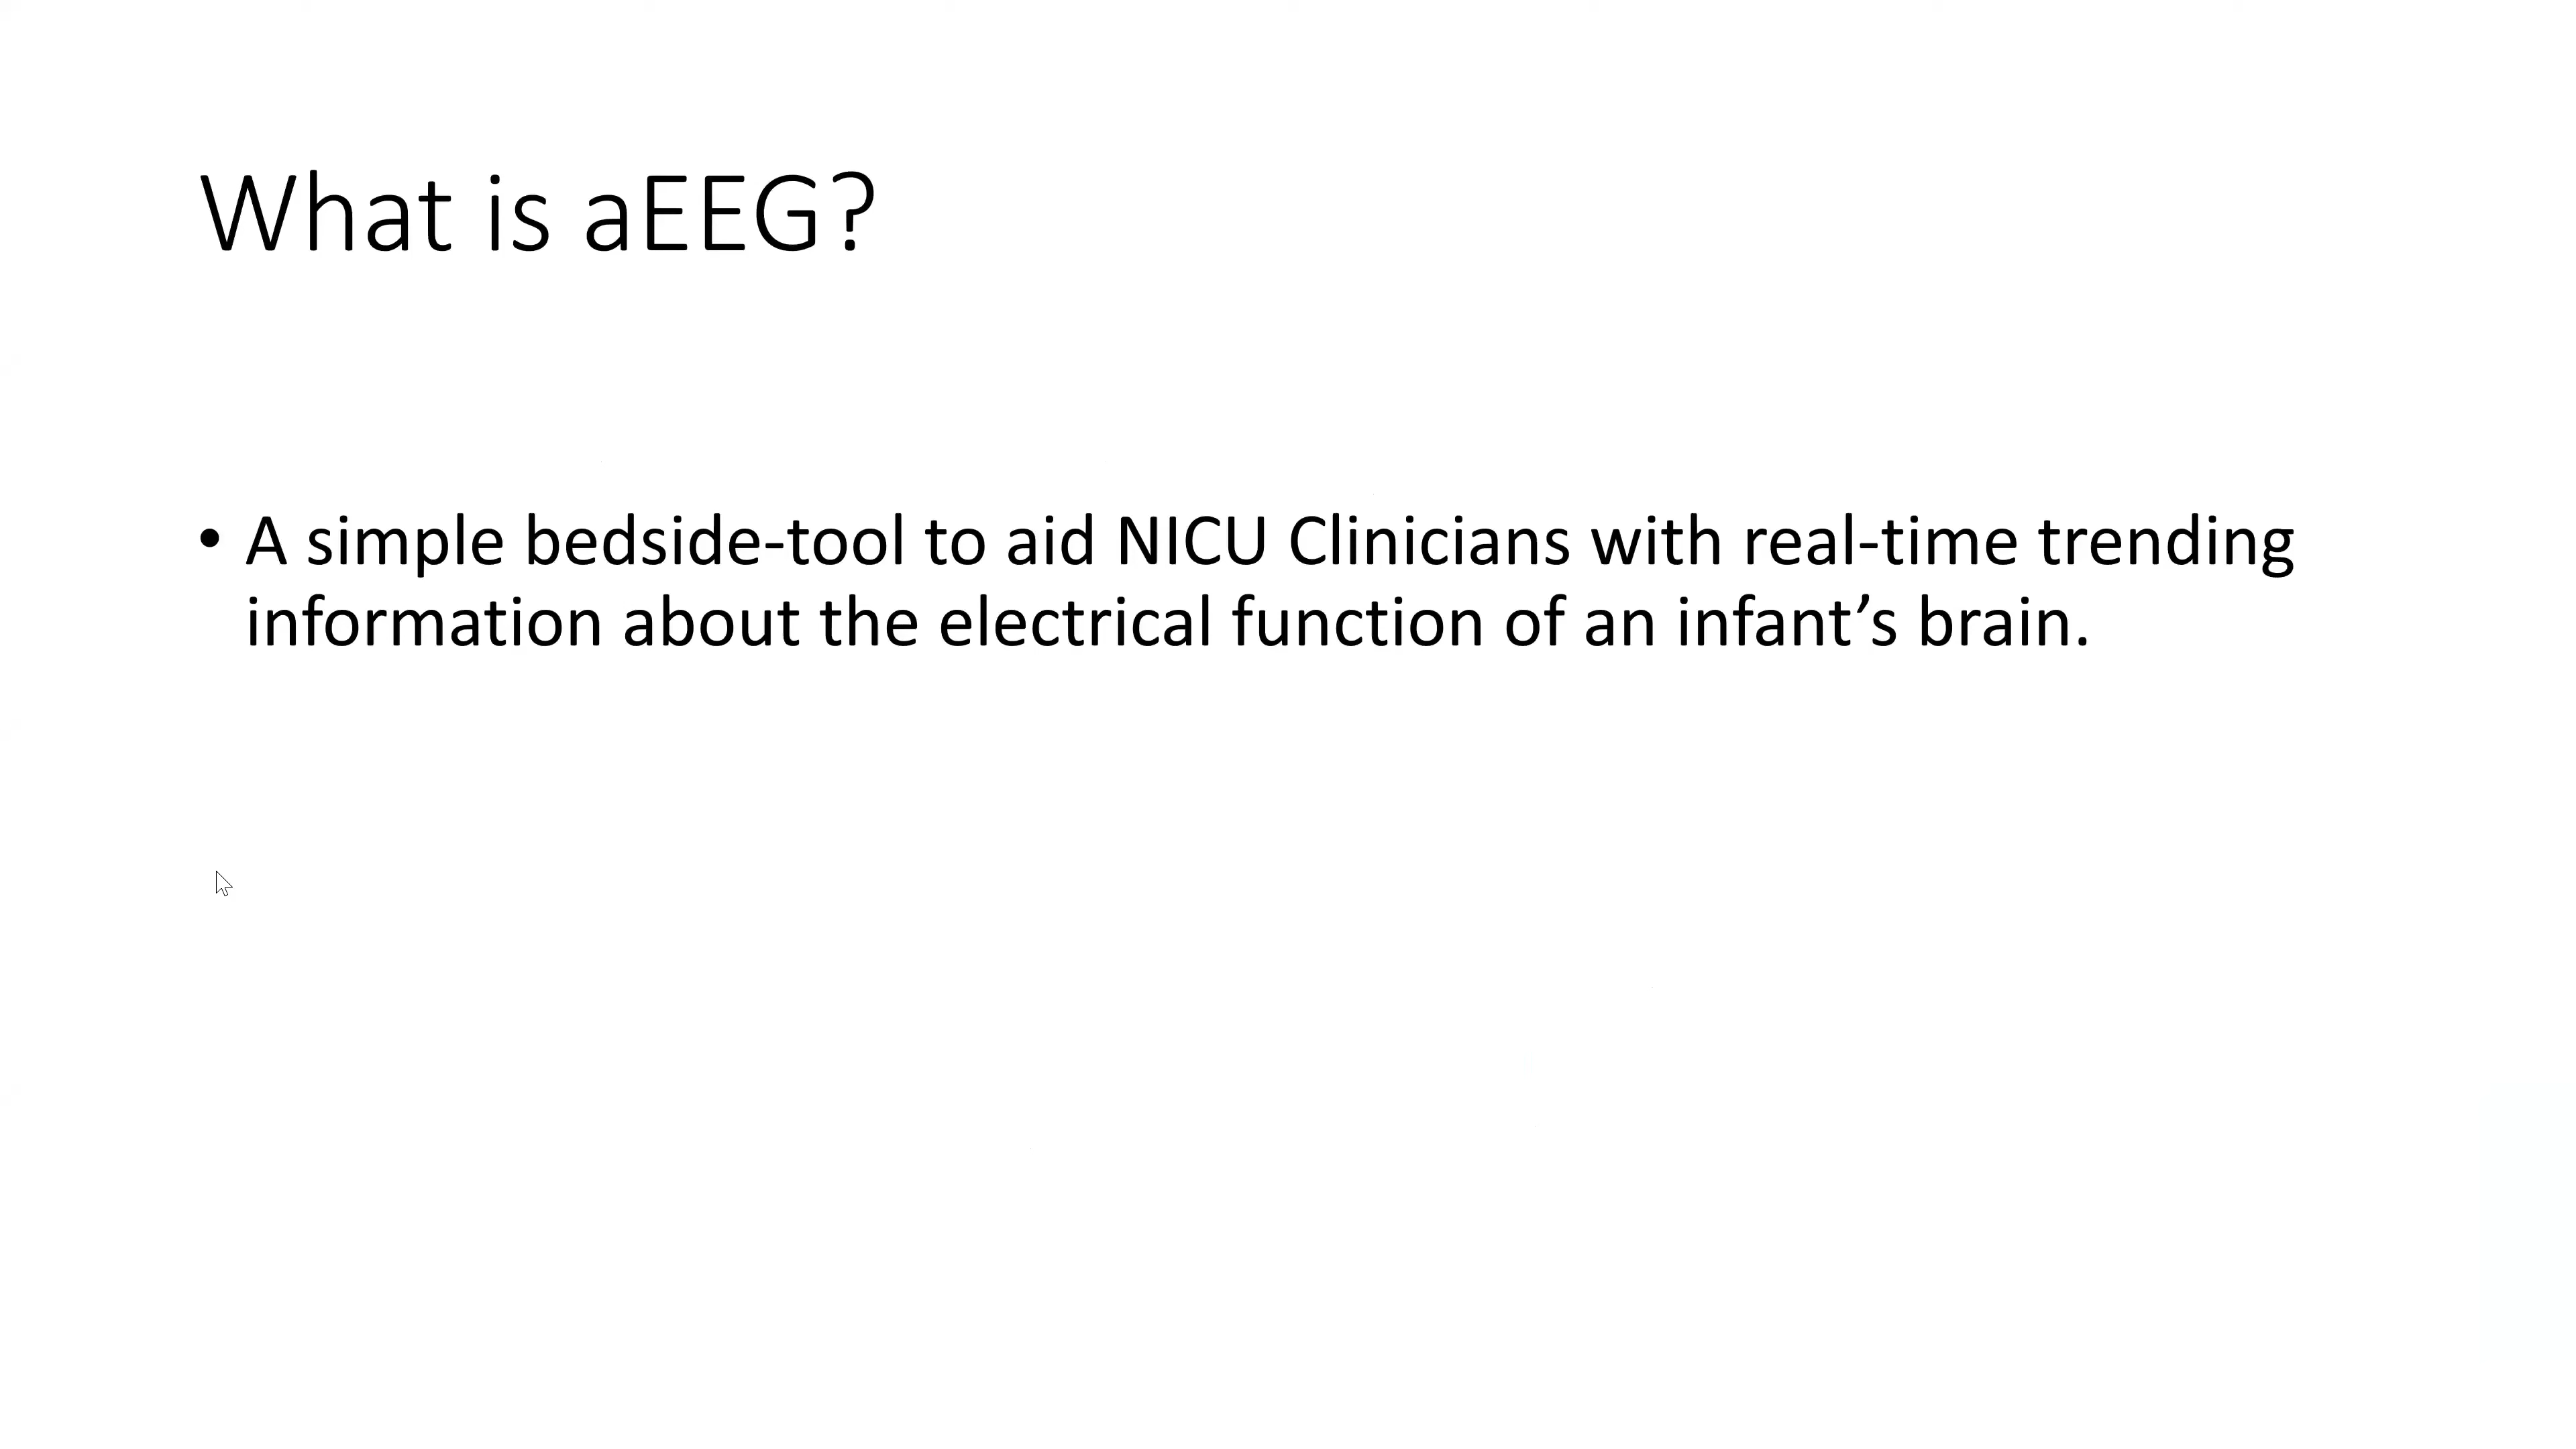 What is aEEG?
• A simple bedside-tool to aid NICU Clinicians with real-time trending
information about the electrical function of an infant’s brain.